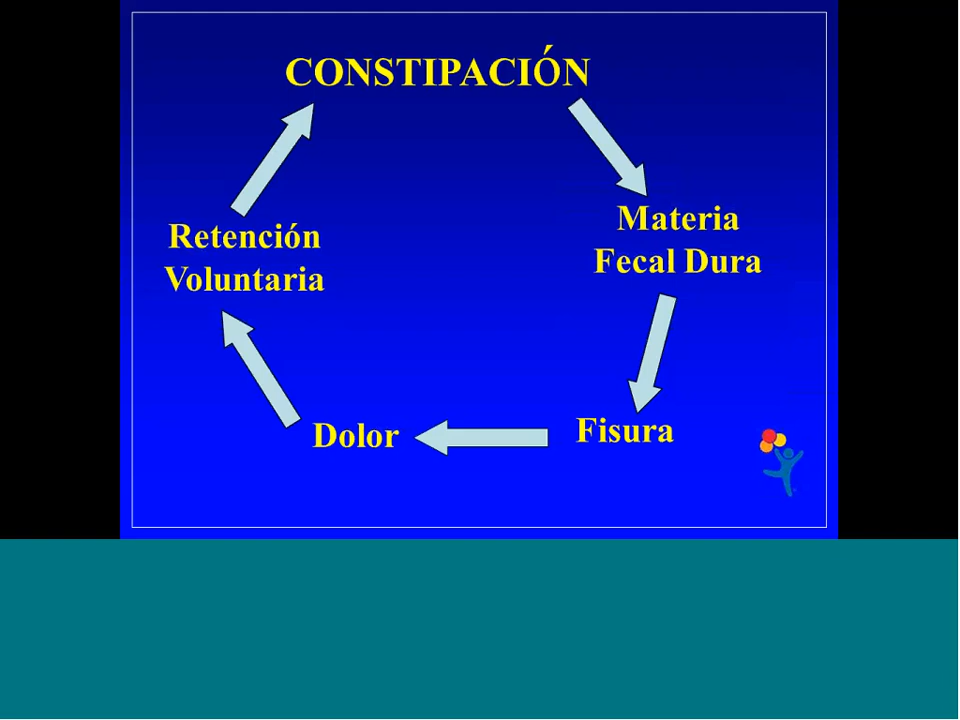 CONSTIPACIÓN
Materia
Fecal Dura
Fisura
Dolor
Retención
Voluntaria